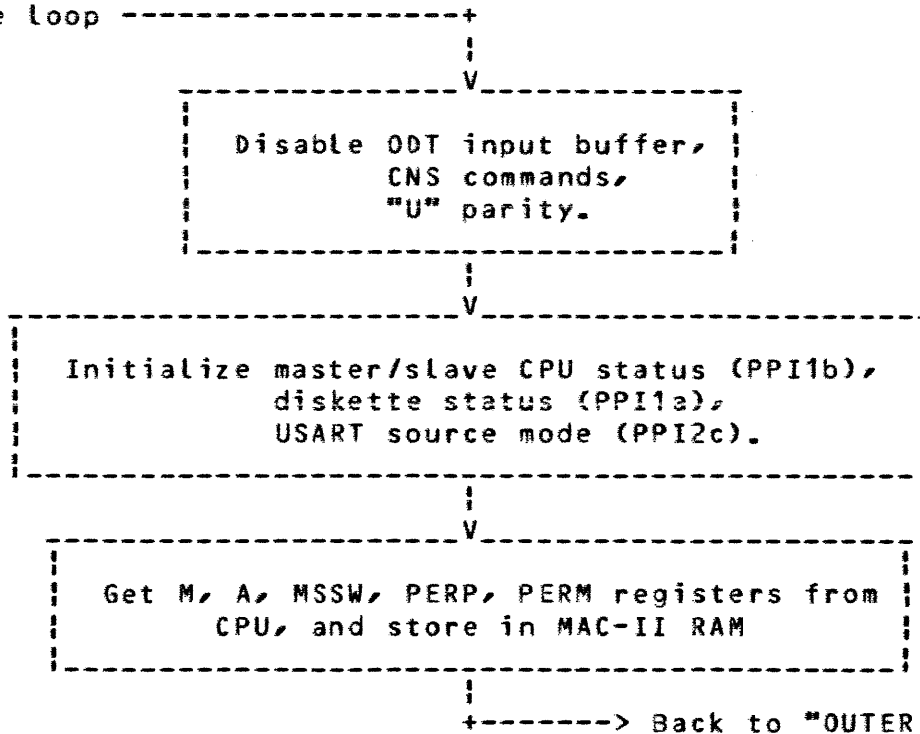 e loop -------------------+
V
Disable ODT input buffer,
CNS commands,
"U" parity.
V
Initialize master/slave CPU status (PPI1b),
diskette status (PPI1a),
USART source mode (PPI2c).
V
Get M, A, MSSW, PERP, PERM registers from
CPU, and store in MAC-II RAM
V
+-------> Back to "OUTER